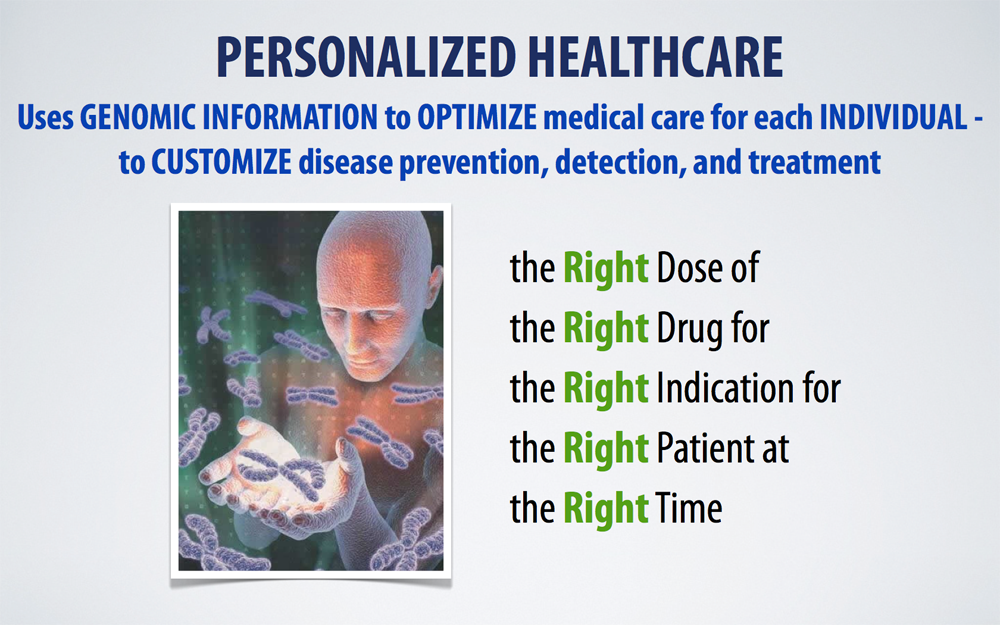 PERSONALIZED HEALTHCARE
Uses GENOMIC INFORMATION to OPTIMIZE medical care for each INDIVIDUAL -
to CUSTOMIZE disease prevention, detection, and treatment
the Right Dose of
the Right Drug for
the Right Indication for
the Right Patient at
the Right Time